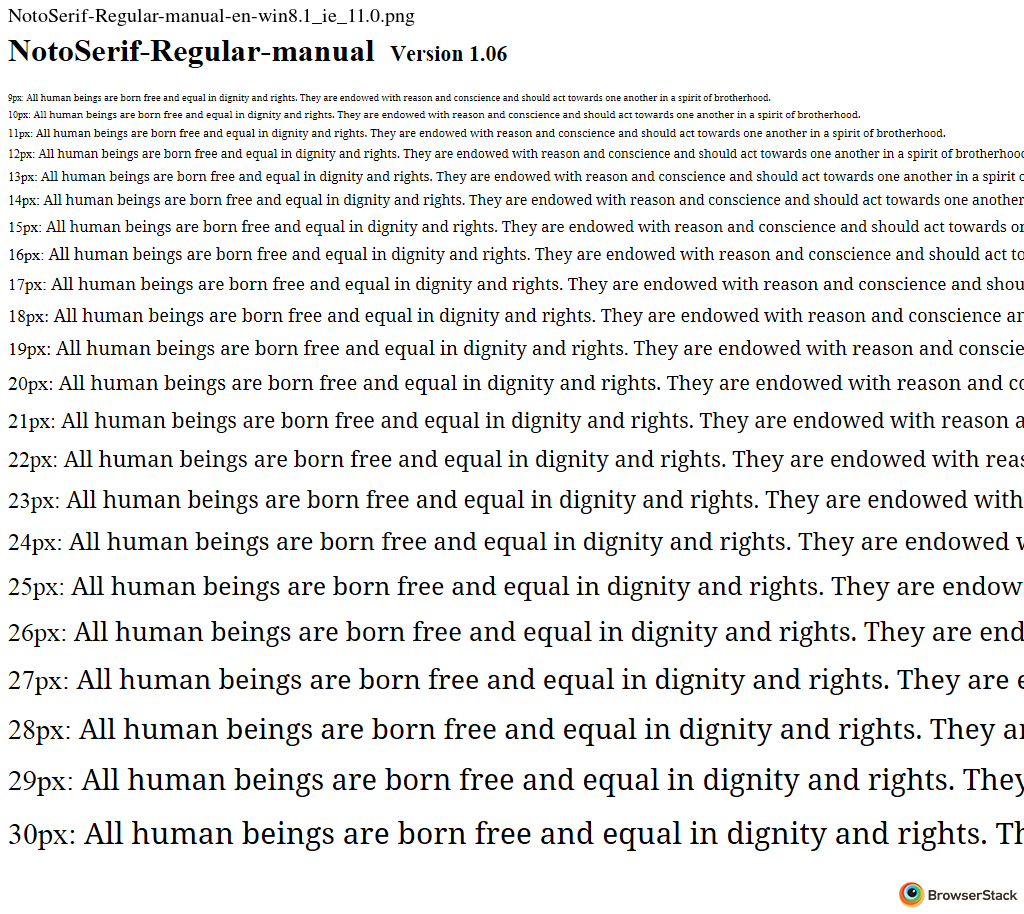 NotoSerif-Regular-manual-en-win8.1_ie_11.0.png
NotoSerif-Regular-manual Version 1.06
9px: All human beings are born free and equal in dignity and rights. They are endowed with reason and conscience and should act towards one another in a spirit of brotherhood.
10px: All human beings are born free and equal in dignity and rights. They are endowed with reason and conscience and should act towards one another in a spirit of brotherhood.
11px: All human beings are born free and equal in dignity and rights. They are endowed with reason and conscience and should act towards one another in a spirit of brotherhood.
12px: All human beings are born free and equal in dignity and rights. They are endowed with reason and conscience and should act towards one another in a spirit of brotherhoo
13px: All human beings are born free and equal in dignity and rights. They are endowed with reason and conscience and should act towards one another in a spirit o
14px: All human beings are born free and equal in dignity and rights. They are endowed with reason and conscience and should act towards one another
15px: All human beings are born free and equal in dignity and rights. They are endowed with reason and conscience and should act towards o
16px: All human beings are born free and equal in dignity and rights. They are endowed with reason and conscience and should act to
17px: All human beings are born free and equal in dignity and rights. They are endowed with reason and conscience and shou
18px: All human beings are born free and equal in dignity and rights. They are endowed with reason and conscience a
19px: All human beings are born free and equal in dignity and rights. They are endowed with reason and conscie
20px: All human beings are born free and equal in dignity and rights. They are endowed with reason and co
21px: All human beings are born free and equal in dignity and rights. They are endowed with reason a
22px: All human beings are born free and equal in dignity and rights. They are endowed with reas
23px: All human beings are born free and equal in dignity and rights. They are endowed with
24px: All human beings are born free and equal in dignity and rights. They are endowed
25px: All human beings are born free and equal in dignity and rights. They are endow
26px: All human beings are born free and equal in dignity and rights. They are end
27px: All human beings are born free and equal in dignity and rights. They are e
28px: All human beings are born free and equal in dignity and rights. They a
29px: All human beings are born free and equal in dignity and rights. They
30px: All human beings are born free and equal in dignity and rights. Th
BrowserStack